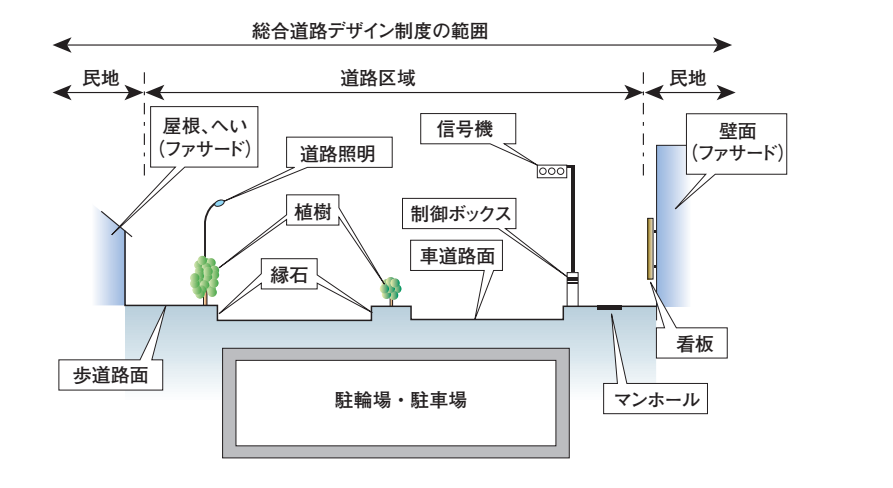 総合道路デザイン制度の範囲
民地
道路区域
民地
屋根、へい
(ファサード)
道路照明
信号機
壁面
(ファサード)
植樹
制御ボックス
車道路面
縁石
看板
歩道路面
駐輪場・駐車場
マンホール